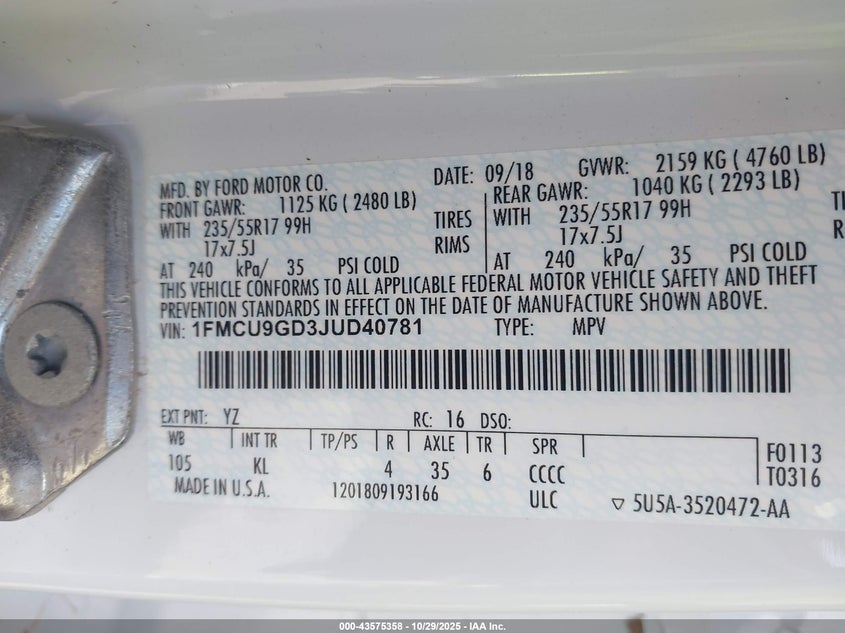 MFD. BY FORD MOTOR CO. DATE: 09/18 GVWR: 2159 KG ( 4760 LB)
FRONT GAWR: 1125 KG ( 2480 LB) REAR GAWR: 1040 KG ( 2293 LB)
WITH 235/55R17 99H TIRES WITH 235/55R17 99H
17x7.5J RIMS 17x7.5J
AT 240 kPa/ 35 PSI COLD AT 240 kPa/ 35 PSI COLD
THIS VEHICLE CONFORMS TO ALL APPLICABLE FEDERAL MOTOR VEHICLE SAFETY AND THEFT
PREVENTION STANDARDS IN EFFECT ON THE DATE OF MANUFACTURE SHOWN ABOVE.
VIN: 1FMCU9GD3JUD40781 TYPE: MPV
EXT PNT: YZ RC: 16 DSO:
WB INT TR TP/PS R AXLE TR SPR F0113
105 KL 4 35 6 CCCC T0316
MADE IN U.S.A. 1201809193166 ULC ▽ 5U5A-3520472-AA
000-43575358 - 10/29/2025 - IAA Inc.